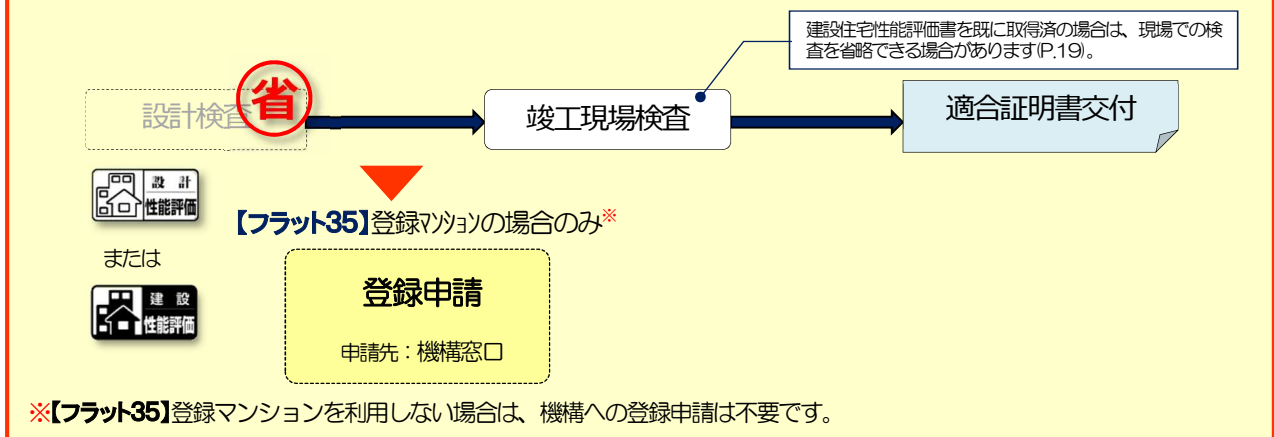 建設住宅性能評価書を既に取得済の場合は、現場での検
査を省略できる場合があります(P.19)。
設計検査
省
竣工現場検査
適合証明書交付
設 計
性能評価
または
建 設
性能評価
【フラット35】登録マンションの場合のみ※
登録申請
申請先：機構窓口
※【フラット35】登録マンションを利用しない場合は、機構への登録申請は不要です。